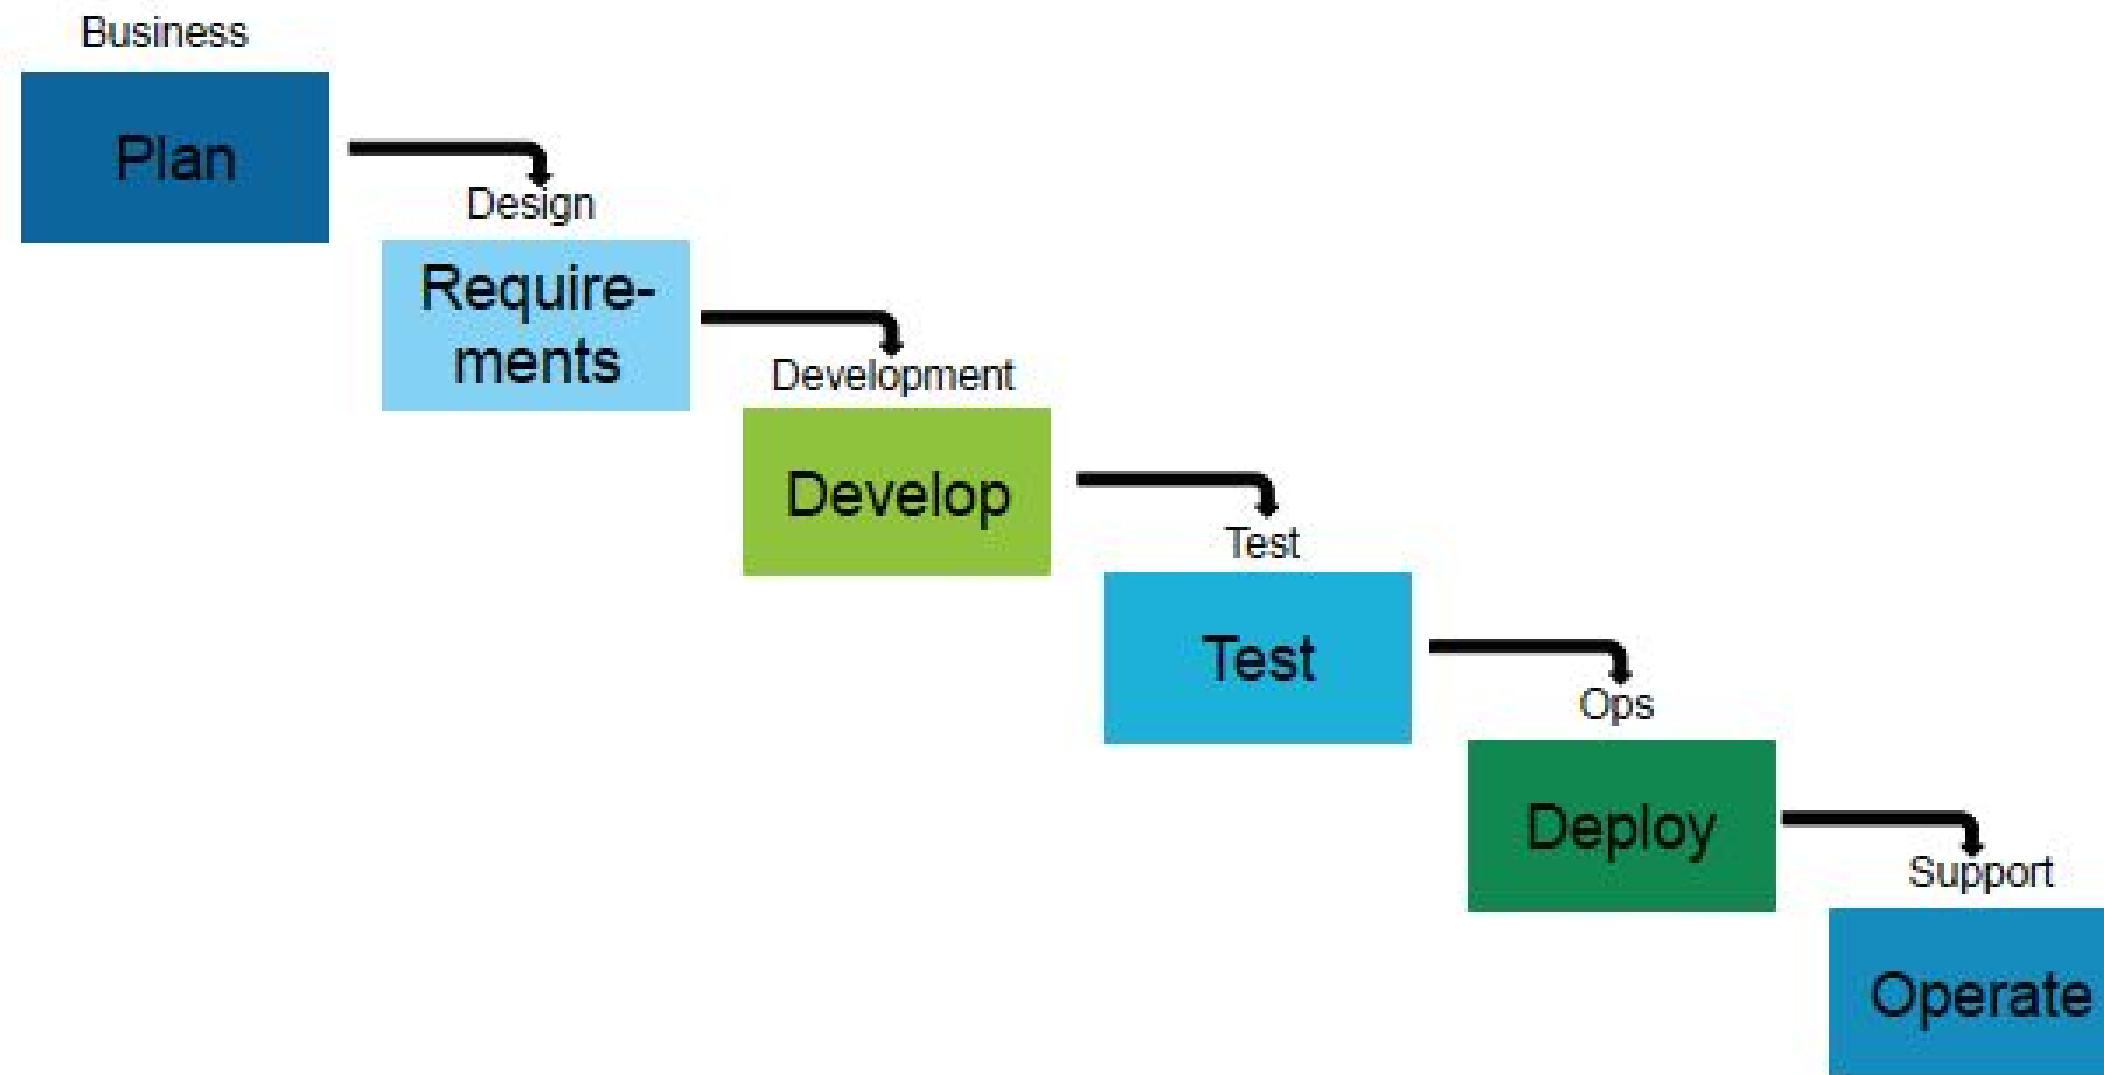 Business
Plan
Design
Require-
ments
Development
Develop
Test
Test
Ops
Deploy
Support
Operate